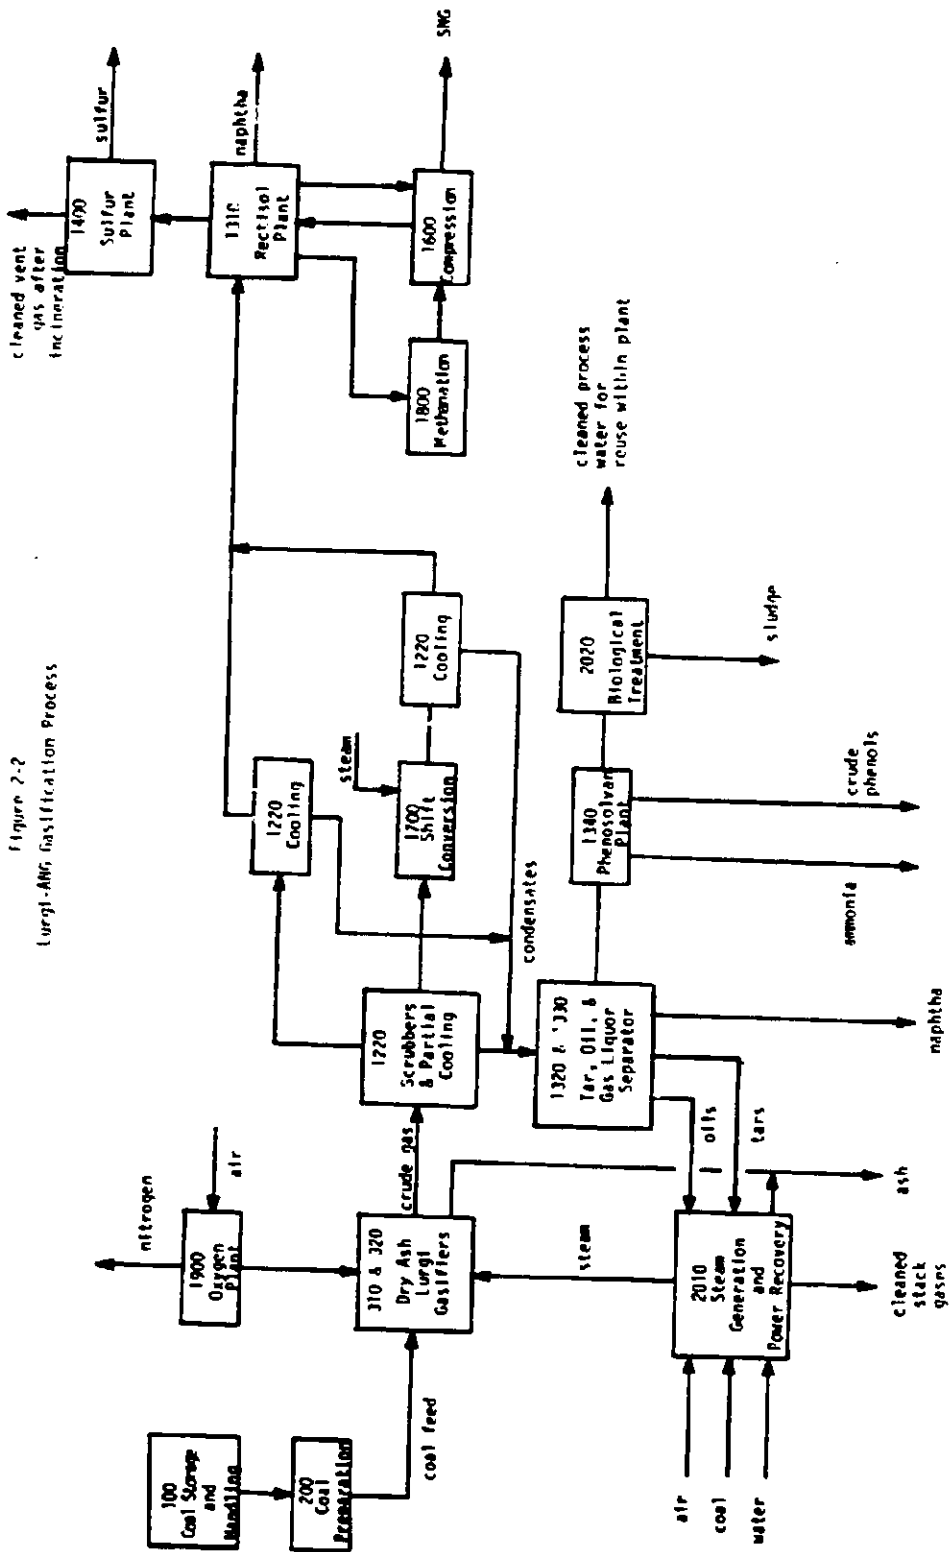 Figure 2-2
Lurgi-ANG Gasification Process
100
Coal Storage
and
Handling
200
Coal
Preparation
coal feed
nitrogen
1900
Oxygen
Plant
air
310 & 320
Dry Ash
Lurgi
Gasifiers
crude gas
steam
air
coal
water
2010
Steam
Generation
and
Power Recovery
cleaned
stack
gases
ash
oils
tars
1220
Scrubbers
& Partial
Cooling
1320 & 1330
Tar, Oil, &
Gas Liquor
Separator
naphtha
condensates
1220
Cooling
steam
1700
Shift
Conversion
1220
Cooling
1340
Phenosolvan
Plant
ammonia
crude
phenols
2020
Biological
Treatment
sludge
cleaned process
water for
reuse within plant
cleaned vent
gas after
incineration
1400
Sulfur
Plant
sulfur
1310
Rectisol
Plant
naphtha
1800
Methanation
1600
Compression
SNG